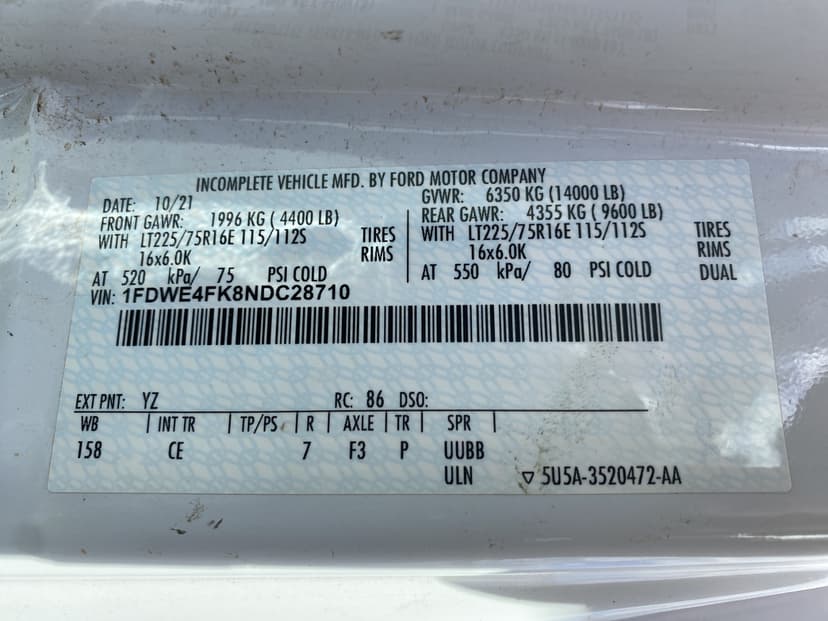 INCOMPLETE VEHICLE MFD. BY FORD MOTOR COMPANY
DATE: 10/21 GVWR: 6350 KG (14000 LB)
FRONT GAWR: 1996 KG ( 4400 LB) REAR GAWR: 4355 KG ( 9600 LB)
WITH LT225/75R16E 115/112S TIRES WITH LT225/75R16E 115/112S TIRES
16x6.0K RIMS 16x6.0K RIMS
AT 520 kPa/ 75 PSI COLD AT 550 kPa/ 80 PSI COLD DUAL
VIN: 1FDWE4FK8NDC28710
EXT PNT: YZ RC: 86 DSO:
WB | INT TR | TP/PS | R | AXLE | TR | SPR |
158 CE 7 F3 P UUBB
ULN ▽ 5U5A-3520472-AA